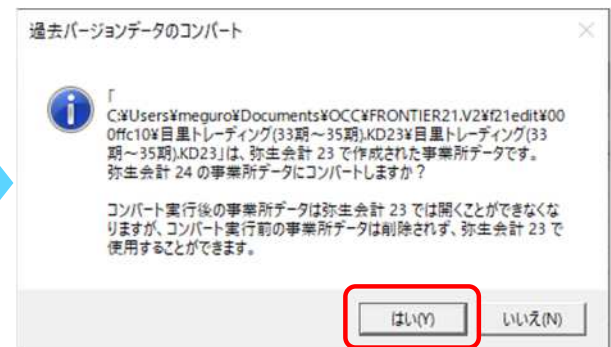 過去バージョンデータのコンバート
「
C:¥Users¥meguro¥Documents¥OCC¥FRONTIER21.V2¥f21edit¥00
0ffc10¥目里トレーディング(33期～35期).KD23¥目里トレーディング(33
期～35期).KD23」は、弥生会計 23 で作成された事業所データです。
弥生会計 24 の事業所データにコンバートしますか？
コンバート実行後の事業所データは弥生会計 23 では開くことができなくな
りますが、コンバート実行前の事業所データは削除されず、弥生会計 23 で
使用することができます。
はい(Y)
いいえ(N)